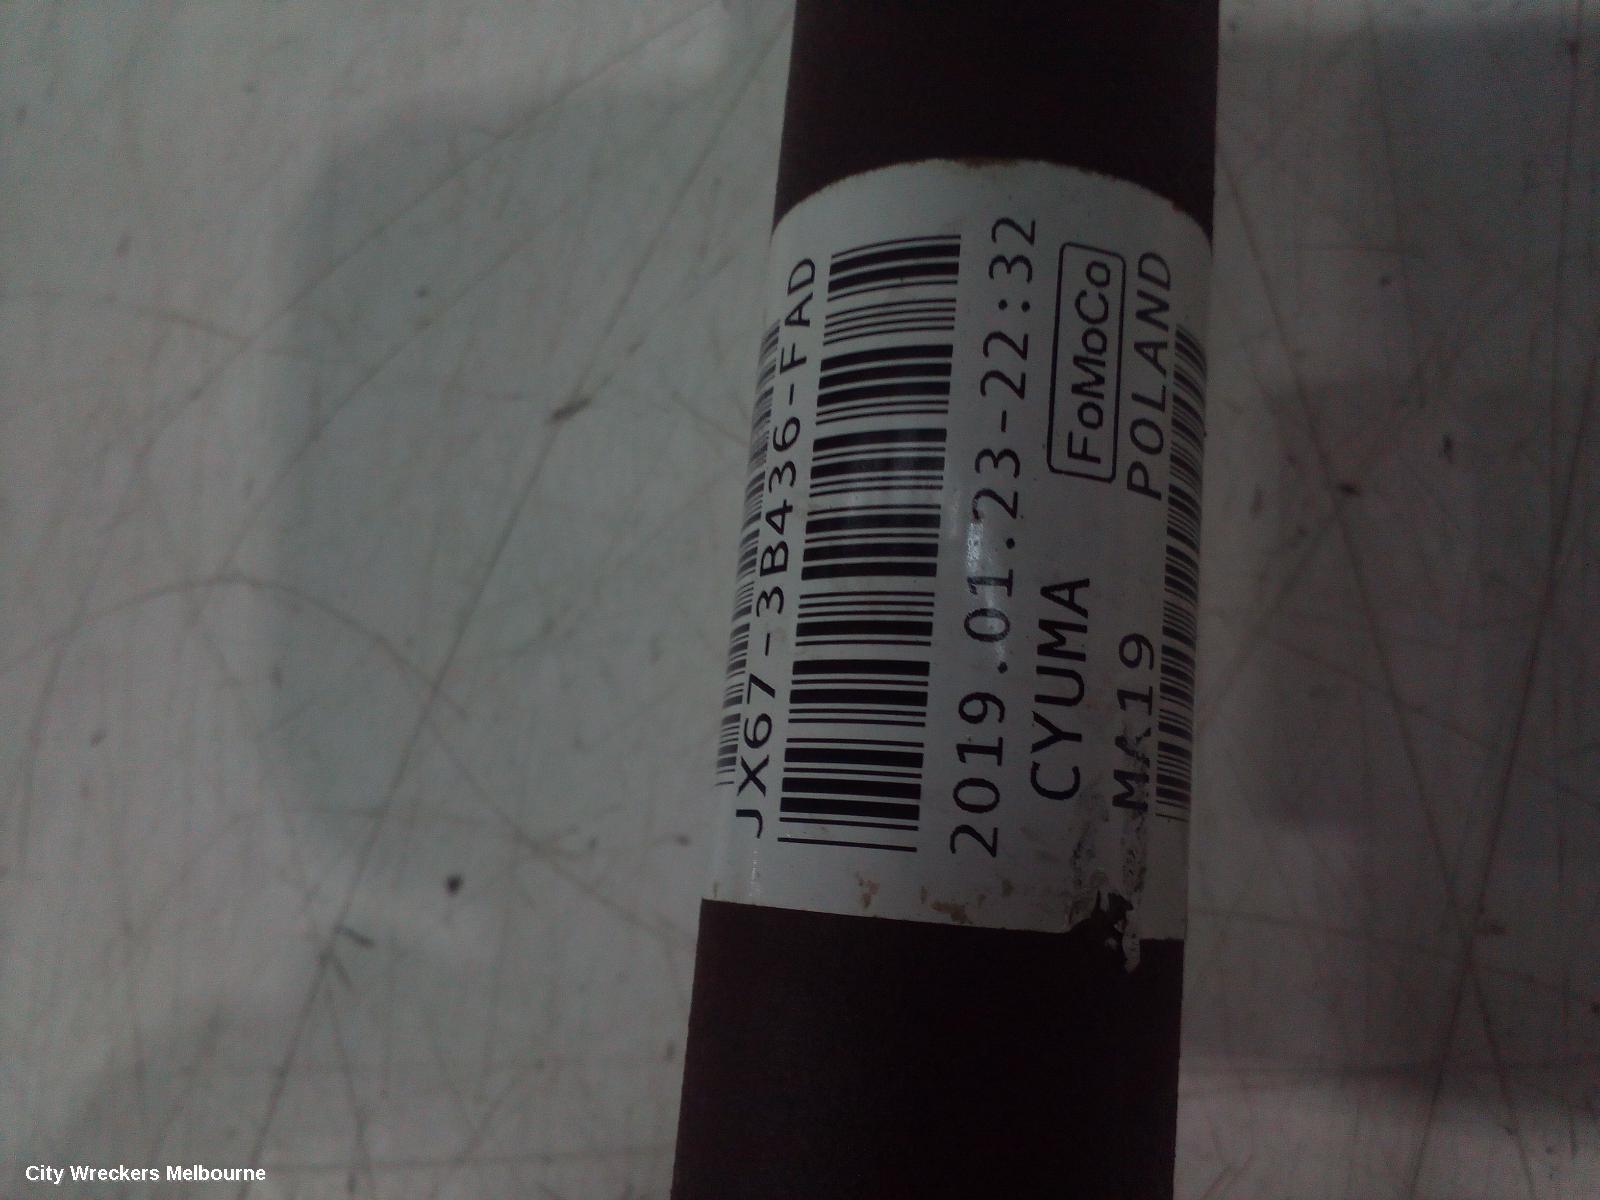 JX67-3B436-FAD
2019.01.23-22:32
CYUMA
FoMoCo
MA19
POLAND
City Wreckers Melbourne